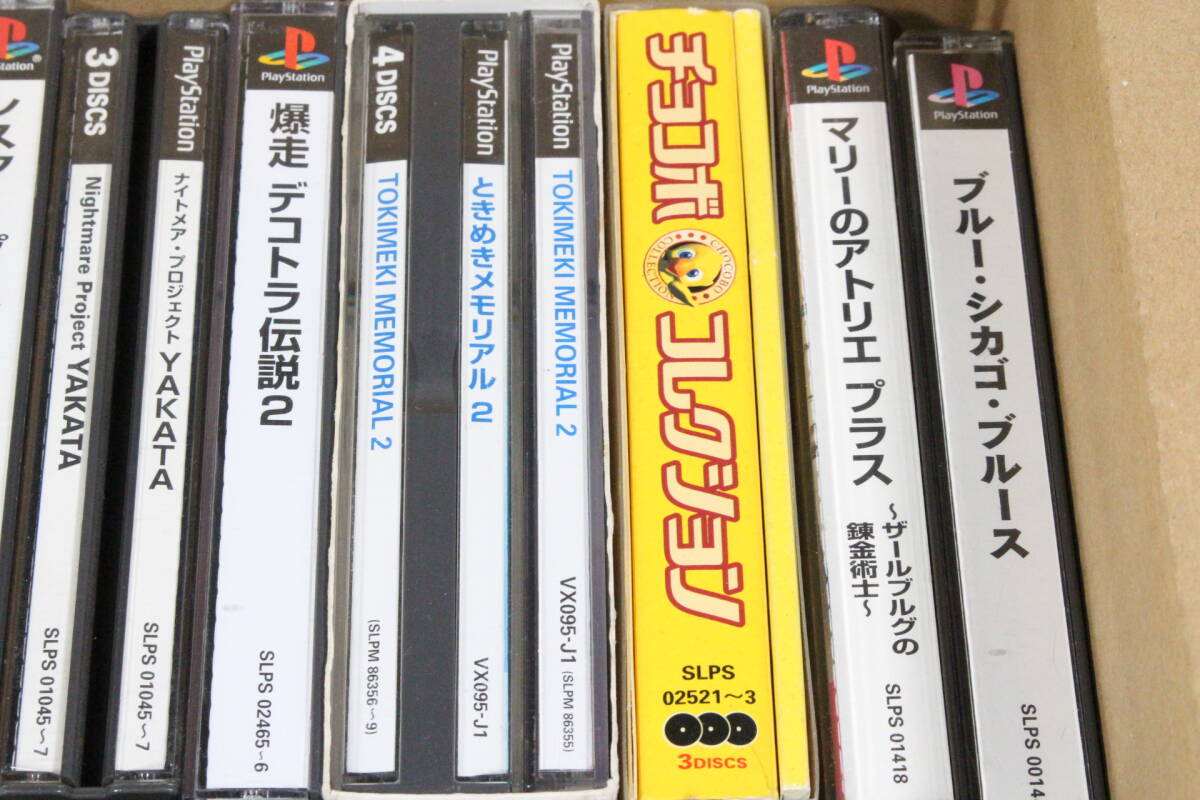 PlayStation®
3 DISCS
Nightmare Project YAKATA
SLPS 01045～7
PlayStation
ナイトメア・プロジェクト YAKATA
SLPS 01045～7
PlayStation
爆走 デコトラ伝説2
SLPS 02465～6
4 DISCS
TOKIMEKI MEMORIAL 2
(SLPM 86356～9)
PlayStation
ときめきメモリアル 2
VX095-J1
PlayStation
TOKIMEKI MEMORIAL 2
VX095-J1 (SLPM 86355)
チョコボ
CHOCOBO COLLECTION
コレクション
SLPS
02521～3
3DISCS
PlayStation
マリーのアトリエ プラス
～ザールブルグの
錬金術士～
SLPS 01418
PlayStation
ブルー・シカゴ・ブルース
SLPS 0014